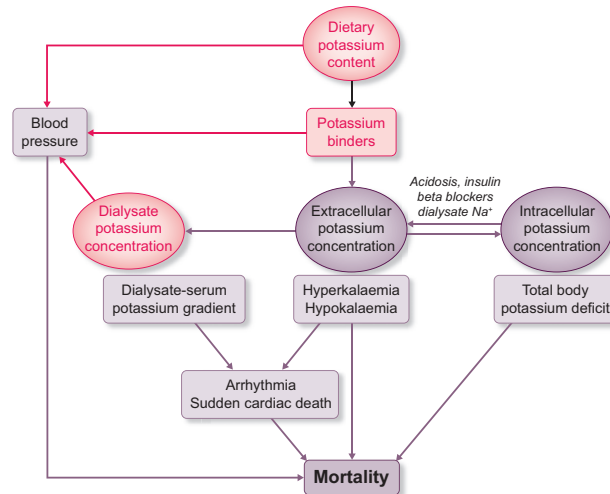 Dietary
potassium
content
Blood
pressure
Potassium
binders
Acidosis, insulin
beta blockers
dialysate Na⁺
Dialysate
potassium
concentration
Extracellular
potassium
concentration
Intracellular
potassium
concentration
Dialysate-serum
potassium gradient
Hyperkalaemia
Hypokalaemia
Total body
potassium deficit
Arrhythmia
Sudden cardiac death
Mortality